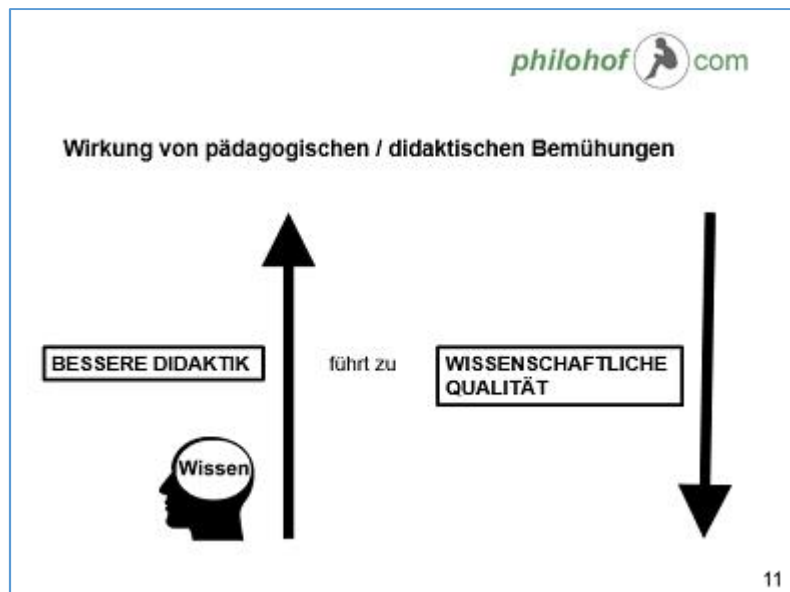 philohof com
Wirkung von pädagogischen / didaktischen Bemühungen
BESSERE DIDAKTIK
führt zu
WISSENSCHAFTLICHE
QUALITÄT
Wissen
11